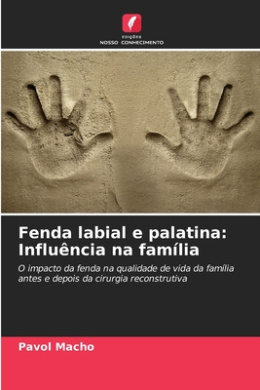 edições
NOSSO CONHECIMENTO
Fenda labial e palatina:
Influência na família
O impacto da fenda na qualidade de vida da família
antes e depois da cirurgia reconstrutiva
Pavol Macho